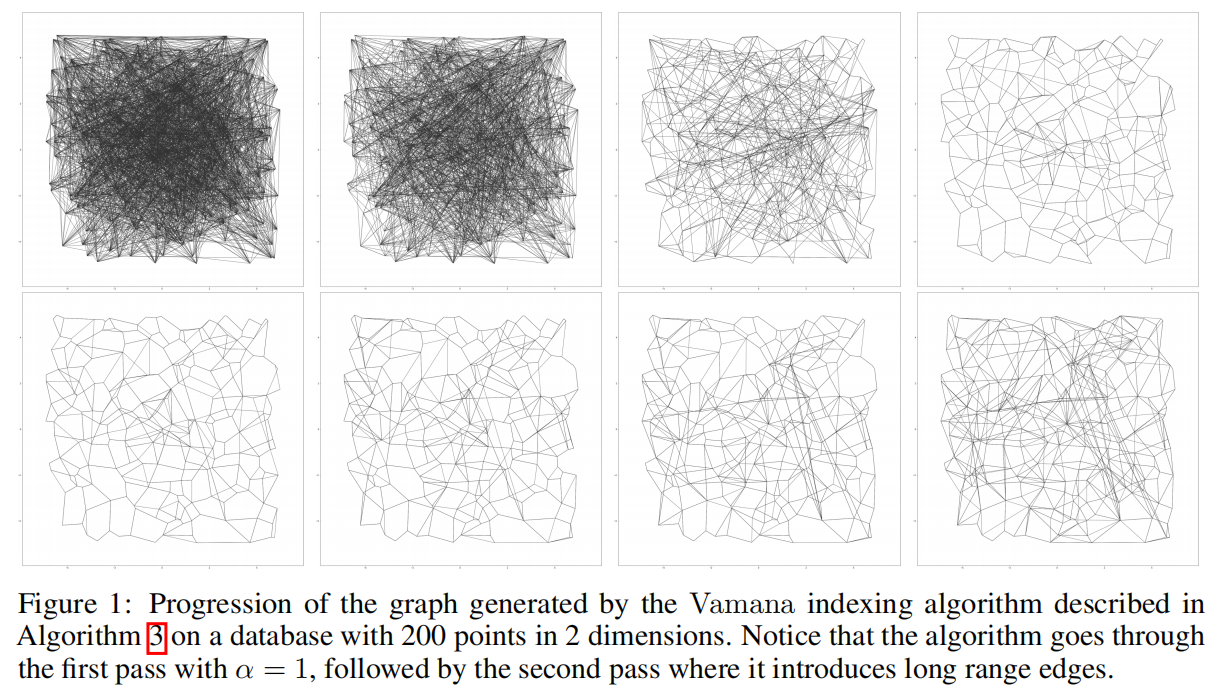 Figure 1: Progression of the graph generated by the Vamana indexing algorithm described in
Algorithm 3 on a database with 200 points in 2 dimensions. Notice that the algorithm goes through
the first pass with α = 1, followed by the second pass where it introduces long range edges.